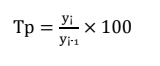 Tp = yᵢ / yᵢ₋₁ × 100